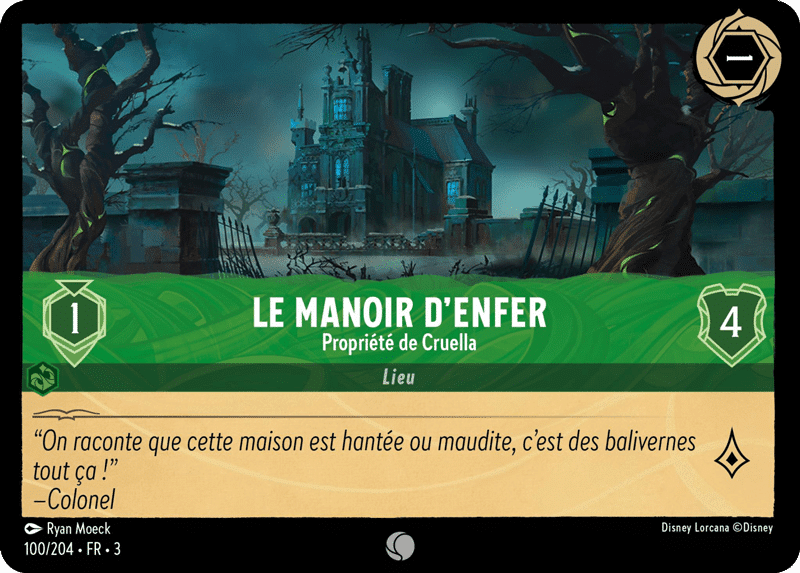 1
1
LE MANOIR D'ENFER
Propriété de Cruella
4
Lieu
“On raconte que cette maison est hantée ou maudite, c'est des balivernes
tout ça !”
–Colonel
Ryan Moeck
Disney Lorcana ©Disney
100/204 • FR • 3